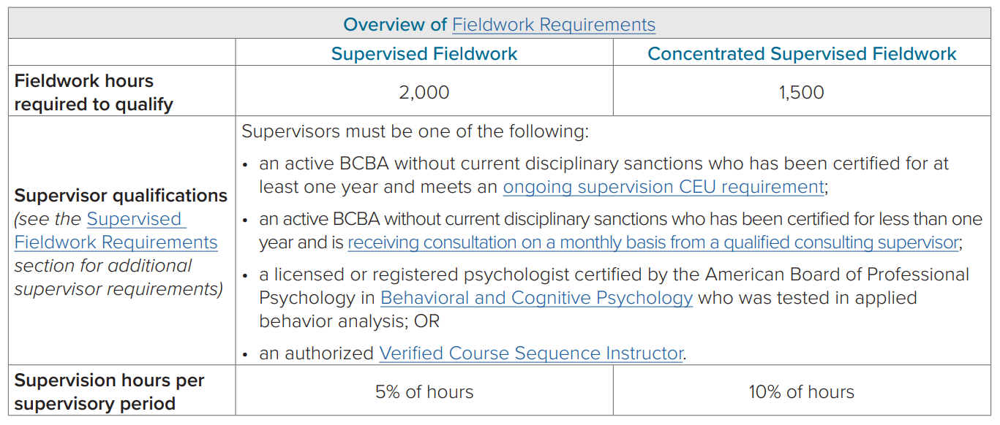 Overview of Fieldwork Requirements
Supervised Fieldwork
Concentrated Supervised Fieldwork
Fieldwork hours
required to qualify
2,000
1,500
Supervisor qualifications
(see the Supervised
Fieldwork Requirements
section for additional
supervisor requirements)
Supervisors must be one of the following:
• an active BCBA without current disciplinary sanctions who has been certified for at
least one year and meets an ongoing supervision CEU requirement;
• an active BCBA without current disciplinary sanctions who has been certified for less than one
year and is receiving consultation on a monthly basis from a qualified consulting supervisor;
• a licensed or registered psychologist certified by the American Board of Professional
Psychology in Behavioral and Cognitive Psychology who was tested in applied
behavior analysis; OR
• an authorized Verified Course Sequence Instructor.
Supervision hours per
supervisory period
5% of hours
10% of hours